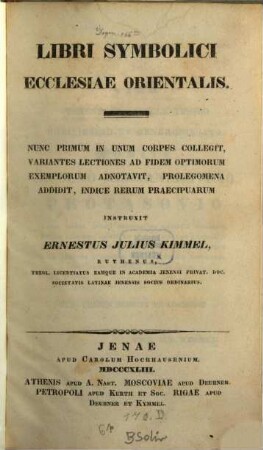 LIBRI SYMBOLICI
ECCLESIAE ORIENTALIS.
NUNC PRIMUM IN UNUM CORPUS COLLEGIT,
VARIANTES LECTIONES AD FIDEM OPTIMORUM
EXEMPLORUM ADNOTAVIT, PROLEGOMENA
ADDIDIT, INDICE RERUM PRAECIPUARUM
INSTRUXIT
ERNESTUS JULIUS KIMMEL,
RUTHENUS,
THEOL. LICENTIATUS EAMQUE IN ACADEMIA JENENSI PRIVAT. DOC.
SOCIETATIS LATINAE IENENSIS SOCIUS ORDINARIUS.
JENAE
APUD CAROLUM HOCHHAUSENIUM,
MDCCCXLIII.
ATHENIS APUD A. NAST. MOSCOVIAE APUD DEUBNER.
PETROPOLI APUD KERTH ET SOC. RIGAE APUD
DEUBNER ET KYMMEL.